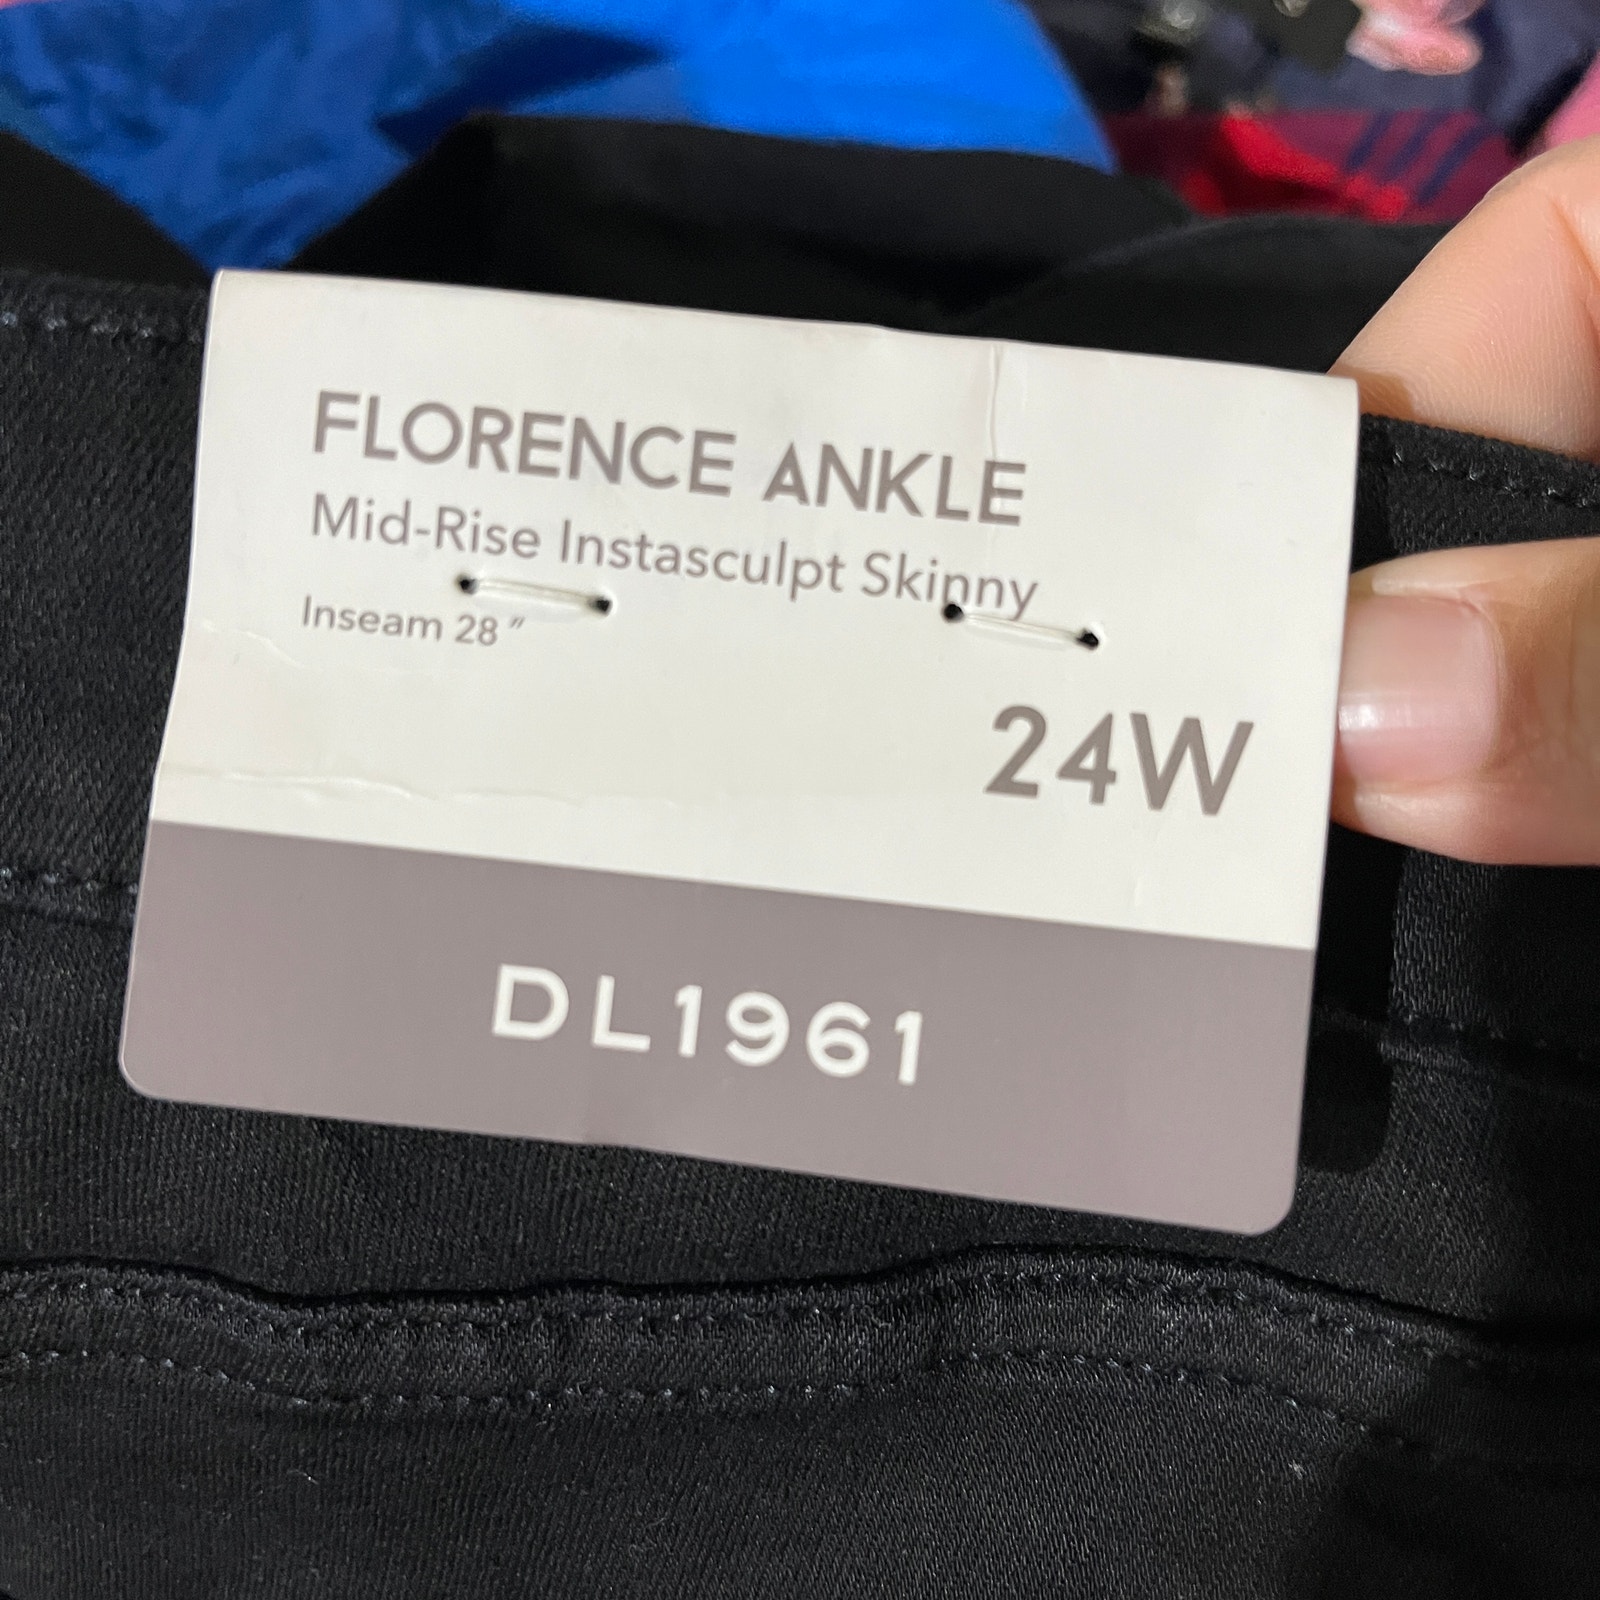 FLORENCE ANKLE
Mid-Rise Instasculpt Skinny
Inseam 28"
24W
DL1961